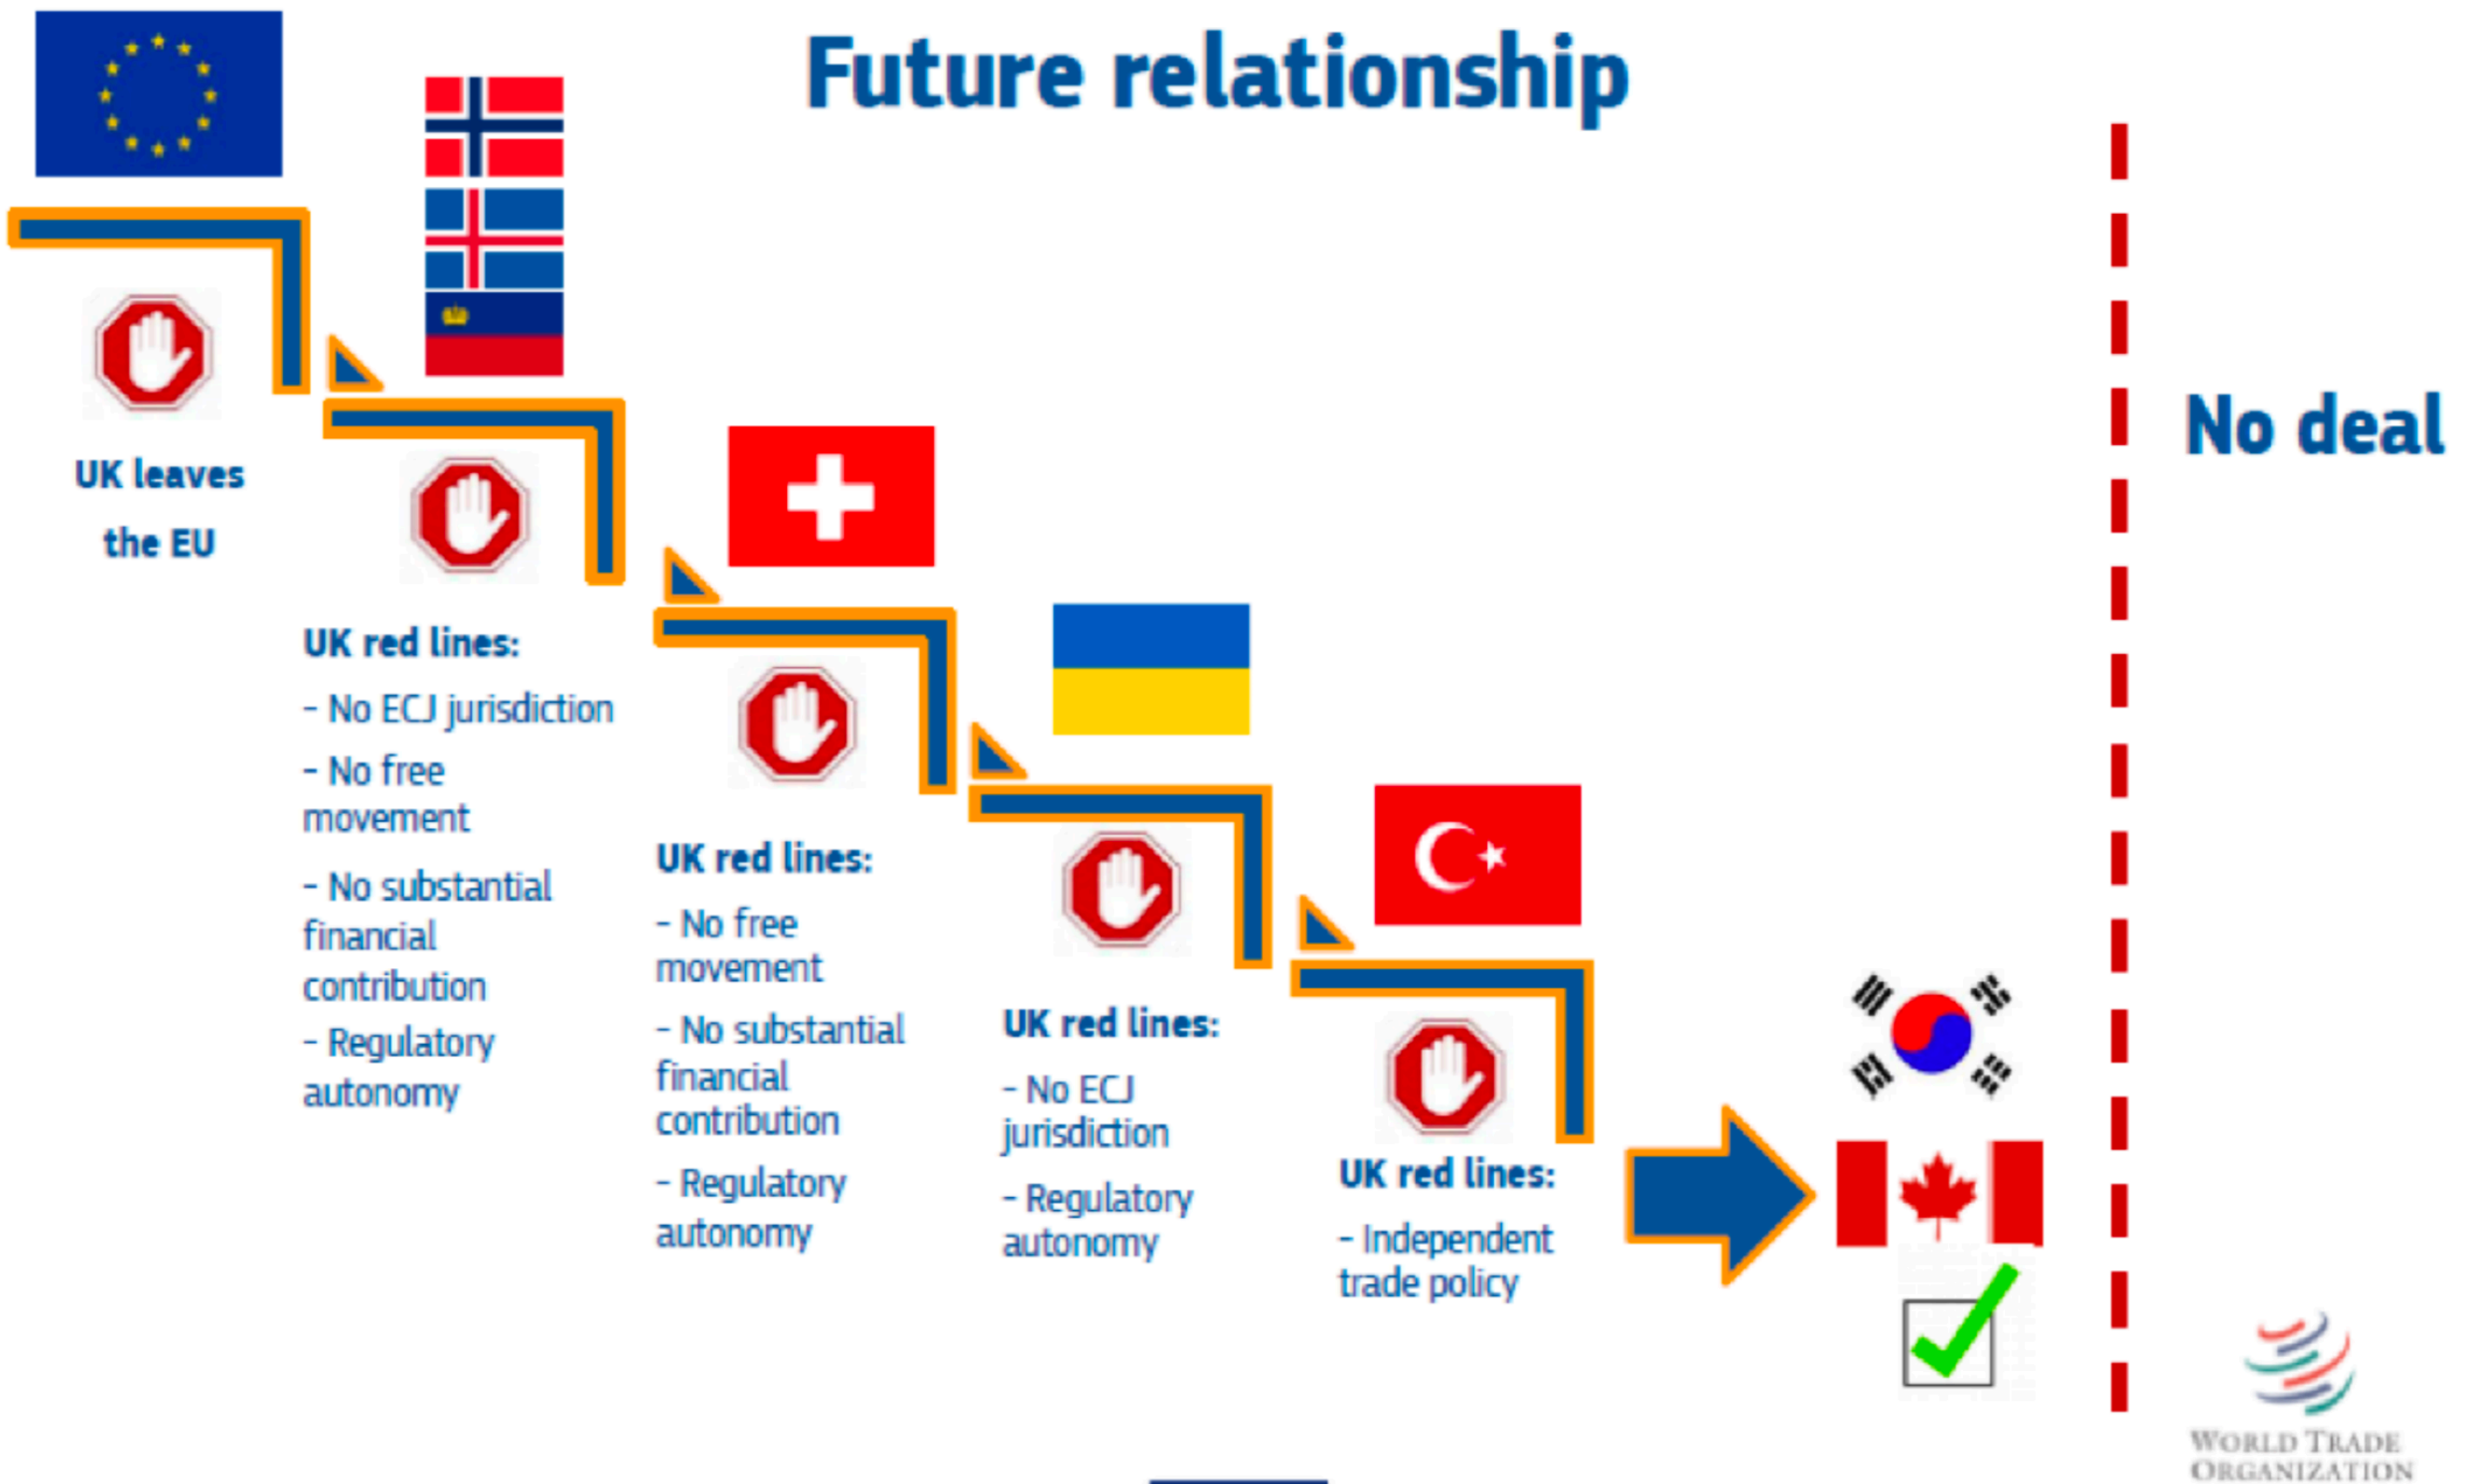 Future relationship
No deal
UK leaves
the EU
UK red lines:
- No ECJ jurisdiction
- No free
movement
- No substantial
financial
contribution
- Regulatory
autonomy
UK red lines:
- No free
movement
- No substantial
financial
contribution
- Regulatory
autonomy
UK red lines:
- No ECJ
jurisdiction
- Regulatory
autonomy
UK red lines:
- Independent
trade policy
WORLD TRADE
ORGANIZATION